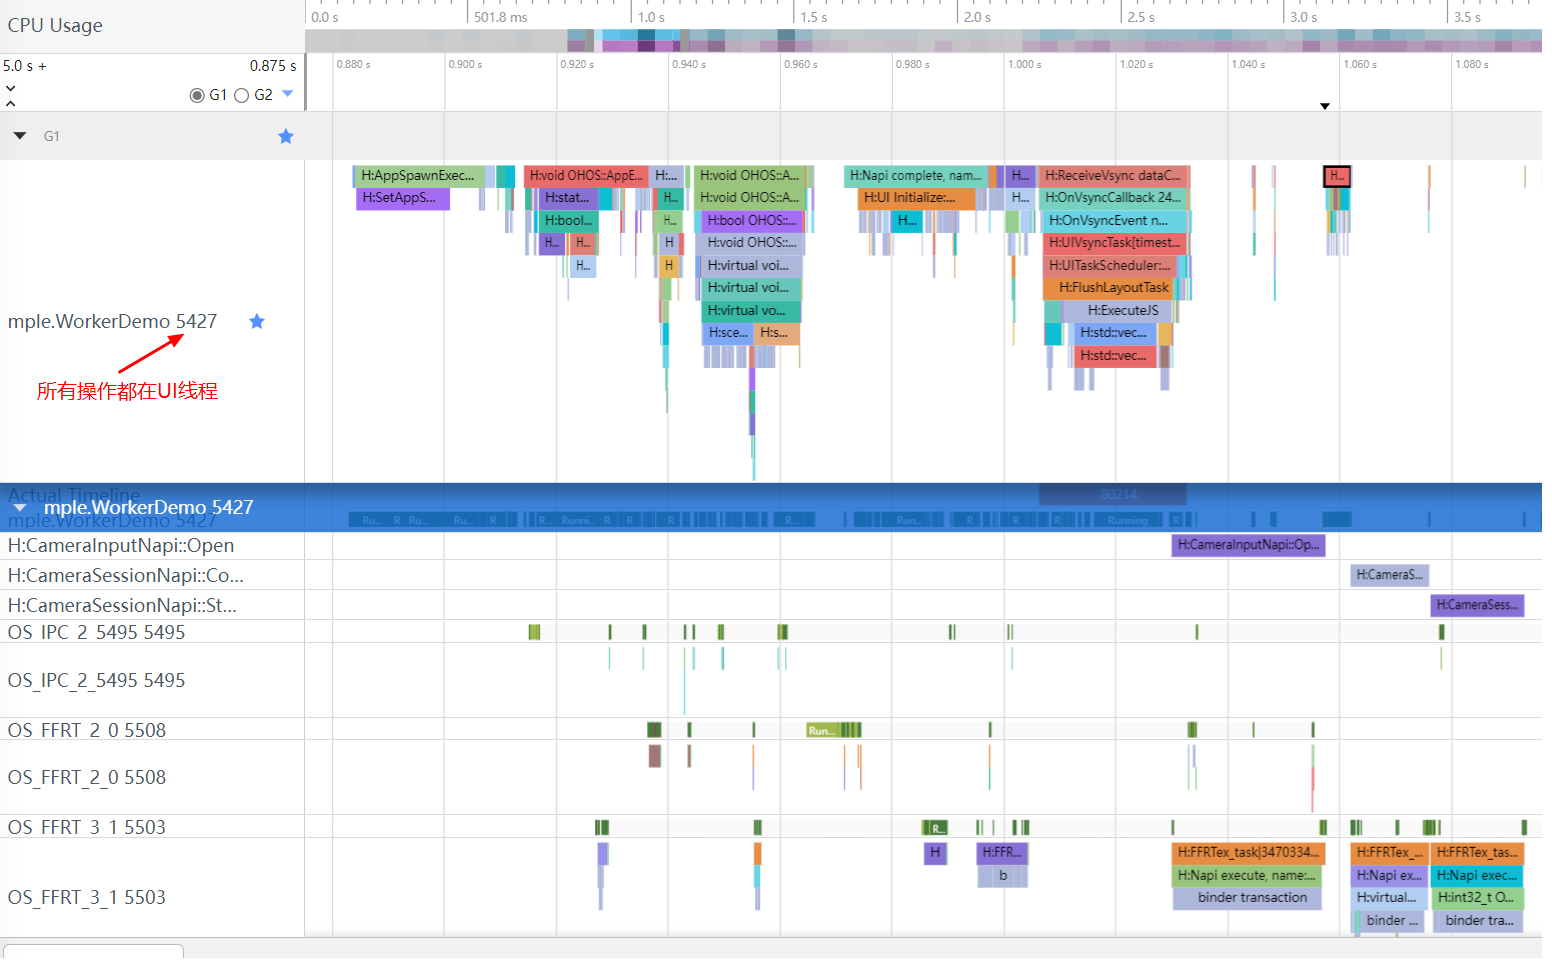 CPU Usage
0.0 s
501.8 ms
1.0 s
1.5 s
2.0 s
2.5 s
3.0 s
3.5 s
5.0 s +
0.875 s
0.880 s
0.900 s
0.920 s
0.940 s
0.960 s
0.980 s
1.000 s
1.020 s
1.040 s
1.060 s
1.080 s
G1
G2
G1
H:AppSpawnExec...
H:void OHOS::AppE...
H:...
H:void OHOS::A...
H:Napi complete, nam...
H...
H:ReceiveVsync dataC...
H...
H:SetAppS...
H:stat...
H...
H:void OHOS::A...
H:UI Initialize:...
H...
H:OnVsyncCallback 24...
H:bool...
H...
H:bool OHOS::...
H...
H:OnVsyncEvent n...
H...
H...
H
H:void OHOS::...
H:UIVsyncTask[timest...
H...
H
H:virtual voi...
H:UITaskScheduler:...
H:virtual voi...
H:FlushLayoutTask
H:virtual vo...
H:ExecuteJS
mple.WorkerDemo 5427
H:sce...
H:s...
H:std::vec...
H:std::vec...
所有操作都在UI线程
Actual Timeline
80214
mple.WorkerDemo 5427
mple.WorkerDemo 5427
Ru...
R
Ru...
Ru...
R
R...
Runni...
R
R
R
R...
Run...
R
R
R
Running
R
H:CameraInputNapi::Open
H:CameraInputNapi::Op...
H:CameraSessionNapi::Co...
H:CameraS...
H:CameraSessionNapi::St...
H:CameraSess...
OS_IPC_2_5495 5495
OS_IPC_2_5495 5495
OS_FFRT_2_0 5508
Run...
OS_FFRT_2_0 5508
OS_FFRT_3_1 5503
R...
H
H:FFR...
H:FFRTex_task|3470334...
H:FFRTex_...
H:FFRTex_tas...
b
H:Napi execute, name:...
H:Napi ex...
H:Napi exec...
OS_FFRT_3_1 5503
binder transaction
H:virtual...
H:int32_t O...
binder ...
binder tra...